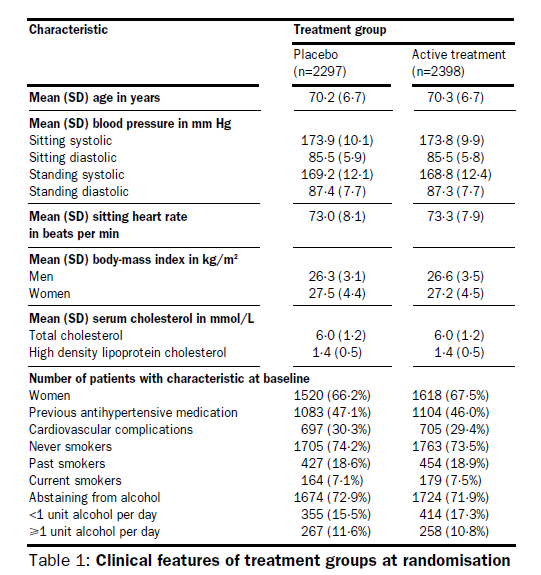 Characteristic Treatment group
Placebo Active treatment
(n=2297) (n=2398)
Mean (SD) age in years 70·2 (6·7) 70·3 (6·7)
Mean (SD) blood pressure in mm Hg
Sitting systolic 173·9 (10·1) 173·8 (9·9)
Sitting diastolic 85·5 (5·9) 85·5 (5·8)
Standing systolic 169·2 (12·1) 168·8 (12·4)
Standing diastolic 87·4 (7·7) 87·3 (7·7)
Mean (SD) sitting heart rate 73·0 (8·1) 73·3 (7·9)
in beats per min
Mean (SD) body-mass index in kg/m²
Men 26·3 (3·1) 26·6 (3·5)
Women 27·5 (4·4) 27·2 (4·5)
Mean (SD) serum cholesterol in mmol/L
Total cholesterol 6·0 (1·2) 6·0 (1·2)
High density lipoprotein cholesterol 1·4 (0·5) 1·4 (0·5)
Number of patients with characteristic at baseline
Women 1520 (66·2%) 1618 (67·5%)
Previous antihypertensive medication 1083 (47·1%) 1104 (46·0%)
Cardiovascular complications 697 (30·3%) 705 (29·4%)
Never smokers 1705 (74·2%) 1763 (73·5%)
Past smokers 427 (18·6%) 454 (18·9%)
Current smokers 164 (7·1%) 179 (7·5%)
Abstaining from alcohol 1674 (72·9%) 1724 (71·9%)
<1 unit alcohol per day 355 (15·5%) 414 (17·3%)
≥1 unit alcohol per day 267 (11·6%) 258 (10·8%)
Table 1: Clinical features of treatment groups at randomisation